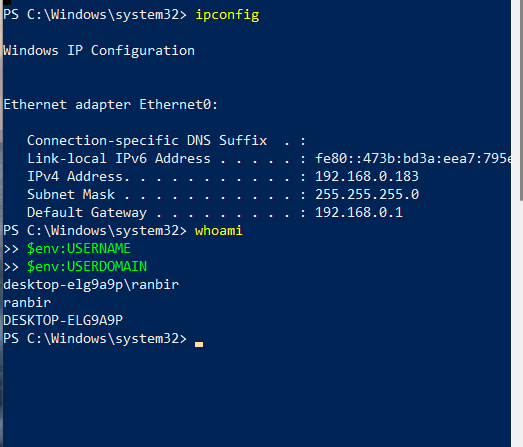 PS C:\Windows\system32> ipconfig
Windows IP Configuration
Ethernet adapter Ethernet0:
Connection-specific DNS Suffix  . :
Link-local IPv6 Address . . . . . : fe80::473b:bd3a:eea7:795e
IPv4 Address. . . . . . . . . . . : 192.168.0.183
Subnet Mask . . . . . . . . . . . : 255.255.255.0
Default Gateway . . . . . . . . . : 192.168.0.1
PS C:\Windows\system32> whoami
>> $env:USERNAME
>> $env:USERDOMAIN
desktop-elg9a9p\ranbir
ranbir
DESKTOP-ELG9A9P
PS C:\Windows\system32>